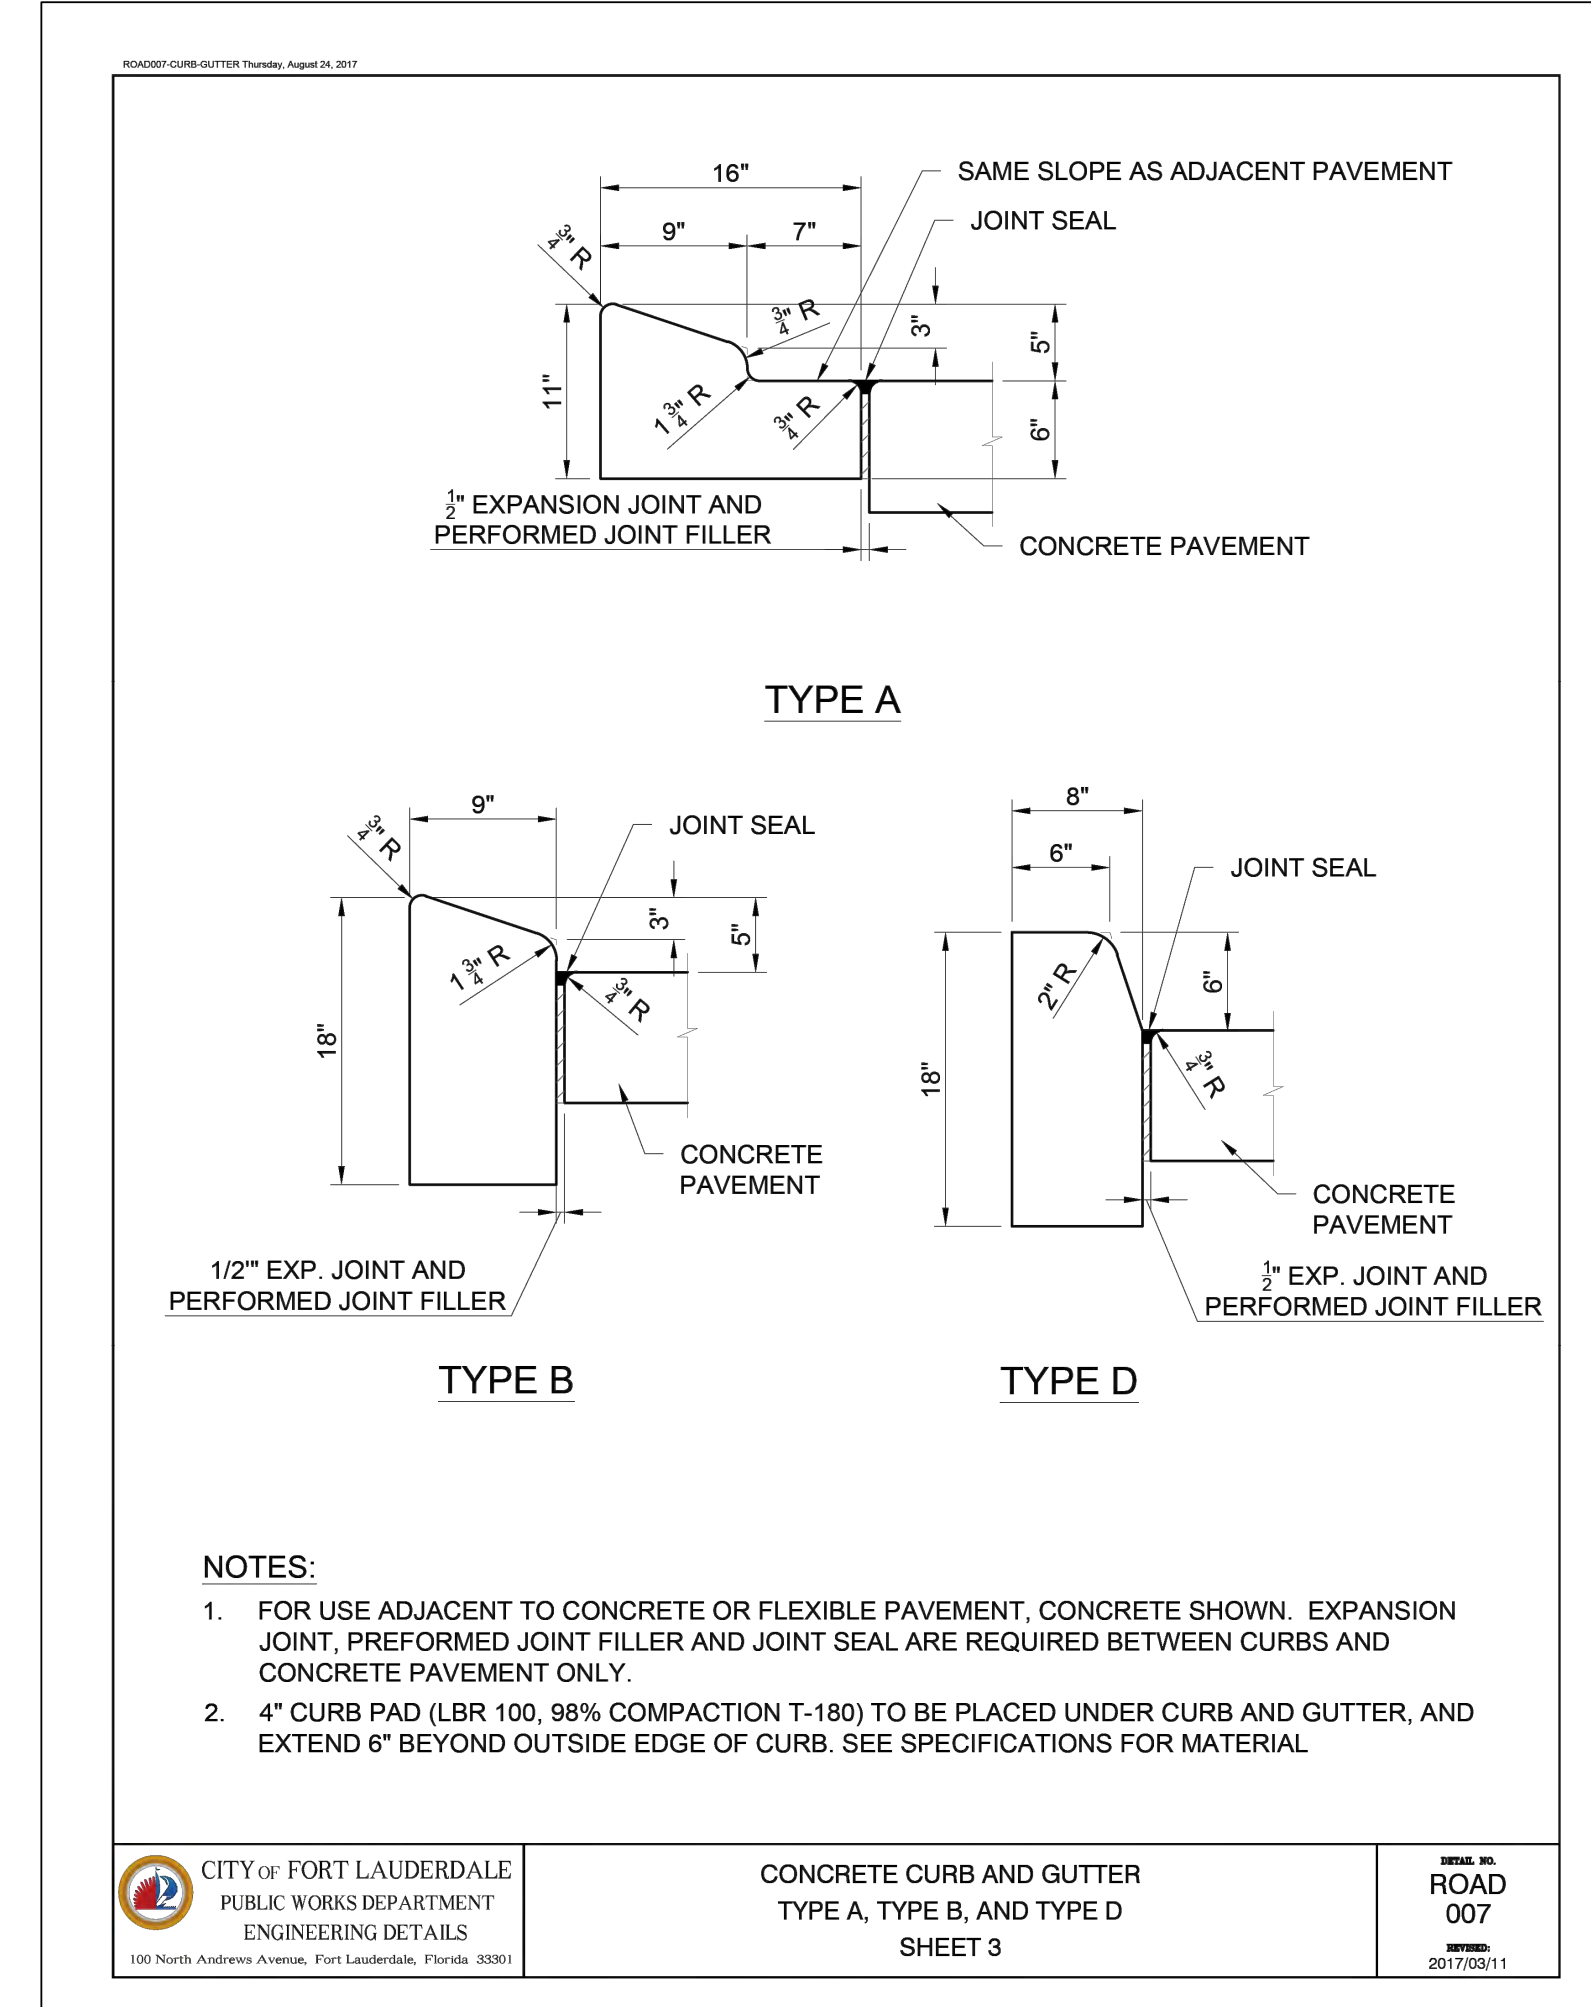 ROAD007-CURB-GUTTER Thursday, August 24, 2017
16"
SAME SLOPE AS ADJACENT PAVEMENT
JOINT SEAL
9"
7"
3/4" R
3/4" R
3"
5"
11"
1 3/4" R
3/4" R
6"
1/2" EXPANSION JOINT AND
PERFORMED JOINT FILLER
CONCRETE PAVEMENT
TYPE A
9"
JOINT SEAL
3/4" R
3"
5"
1 3/4" R
3/4" R
18"
CONCRETE
PAVEMENT
1/2'" EXP. JOINT AND
PERFORMED JOINT FILLER
TYPE B
8"
6"
JOINT SEAL
2" R
6"
3/4" R
18"
CONCRETE
PAVEMENT
1/2" EXP. JOINT AND
PERFORMED JOINT FILLER
TYPE D
NOTES:
1. FOR USE ADJACENT TO CONCRETE OR FLEXIBLE PAVEMENT, CONCRETE SHOWN. EXPANSION
JOINT, PREFORMED JOINT FILLER AND JOINT SEAL ARE REQUIRED BETWEEN CURBS AND
CONCRETE PAVEMENT ONLY.
2. 4" CURB PAD (LBR 100, 98% COMPACTION T-180) TO BE PLACED UNDER CURB AND GUTTER, AND
EXTEND 6" BEYOND OUTSIDE EDGE OF CURB. SEE SPECIFICATIONS FOR MATERIAL
CITY OF FORT LAUDERDALE
PUBLIC WORKS DEPARTMENT
ENGINEERING DETAILS
100 North Andrews Avenue, Fort Lauderdale, Florida 33301
CONCRETE CURB AND GUTTER
TYPE A, TYPE B, AND TYPE D
SHEET 3
DETAIL NO.
ROAD
007
REVISED:
2017/03/11